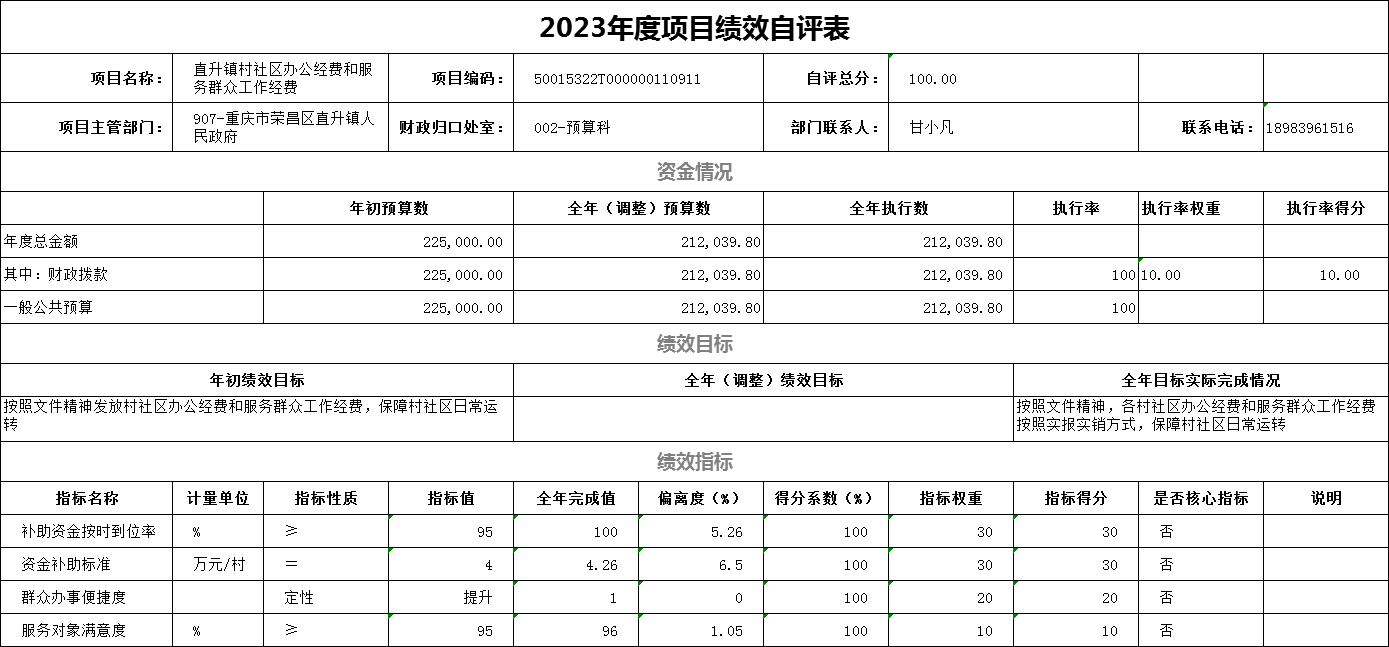 2023年度项目绩效自评表
项目名称： 直升镇村社区办公经费和服务群众工作经费 项目编码： 50015322T000000110911 自评总分： 100.00
项目主管部门： 907-重庆市荣昌区直升镇人民政府 财政归口处室： 002-预算科 部门联系人： 甘小凡 联系电话： 18983961516
资金情况
年初预算数 全年（调整）预算数 全年执行数 执行率 执行率权重 执行率得分
年度总金额 225,000.00 212,039.80 212,039.80
其中：财政拨款 225,000.00 212,039.80 212,039.80 100 10.00 10.00
一般公共预算 225,000.00 212,039.80 212,039.80 100
绩效目标
年初绩效目标 全年（调整）绩效目标 全年目标实际完成情况
按照文件精神发放村社区办公经费和服务群众工作经费，保障村社区日常运转 按照文件精神，各村社区办公经费和服务群众工作经费按照实报实销方式，保障村社区日常运转
绩效指标
指标名称 计量单位 指标性质 指标值 全年完成值 偏离度（%） 得分系数（%） 指标权重 指标得分 是否核心指标 说明
补助资金按时到位率 % ≥ 95 100 5.26 100 30 30 否
资金补助标准 万元/村 ＝ 4 4.26 6.5 100 30 30 否
群众办事便捷度 定性 提升 1 0 100 20 20 否
服务对象满意度 % ≥ 95 96 1.05 100 10 10 否